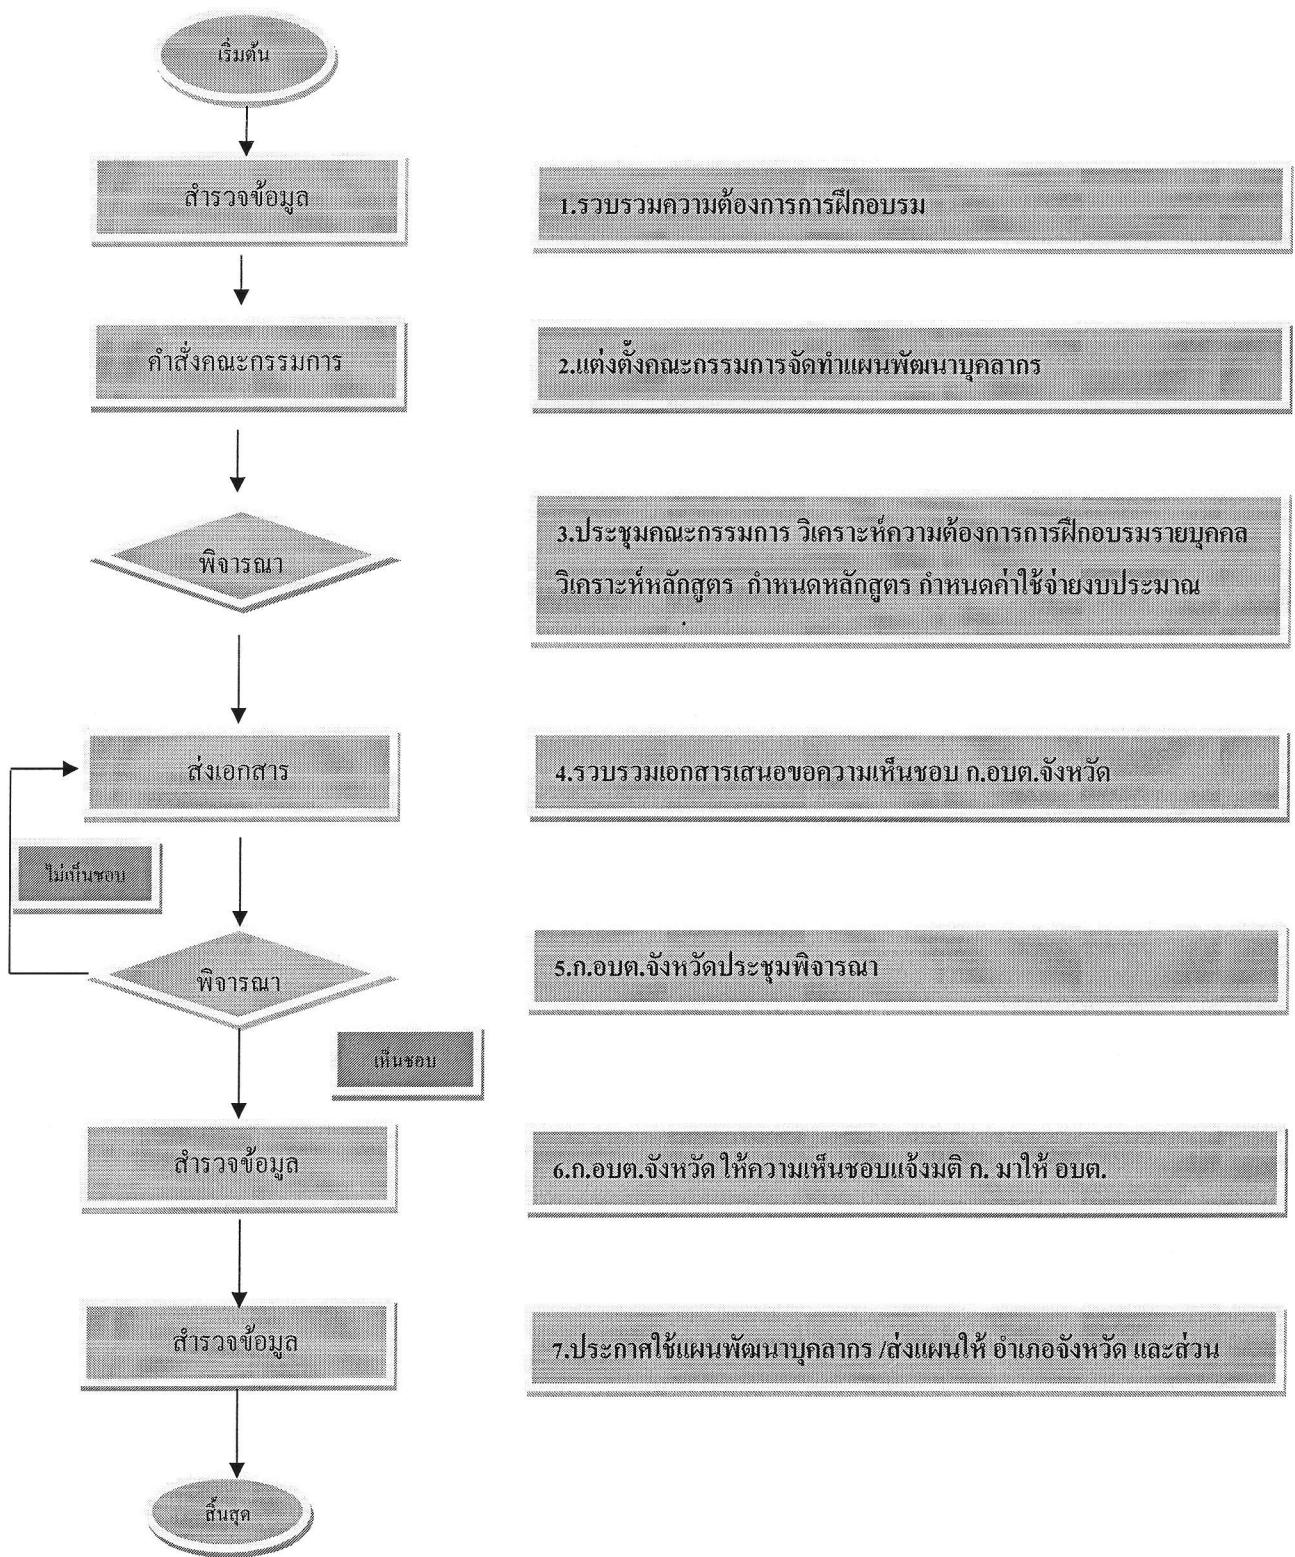 เริ่มต้น
สำรวจข้อมูล
1.รวบรวมความต้องการการฝึกอบรม
คำสั่งคณะกรรมการ
2.แต่งตั้งคณะกรรมการจัดทำแผนพัฒนาบุคลากร
พิจารณา
3.ประชุมคณะกรรมการ วิเคราะห์ความต้องการการฝึกอบรมรายบุคคล
วิเคราะห์หลักสูตร กำหนดหลักสูตร กำหนดค่าใช้จ่ายงบประมาณ
ส่งเอกสาร
4.รวบรวมเอกสารเสนอขอความเห็นชอบ ก.อบต.จังหวัด
ไม่เห็นชอบ
พิจารณา
5.ก.อบต.จังหวัดประชุมพิจารณา
เห็นชอบ
สำรวจข้อมูล
6.ก.อบต.จังหวัด ให้ความเห็นชอบแจ้งมติ ก. มาให้ อบต.
สำรวจข้อมูล
7.ประกาศใช้แผนพัฒนาบุคลากร /ส่งแผนให้ อำเภอจังหวัด และส่วน
สิ้นสุด